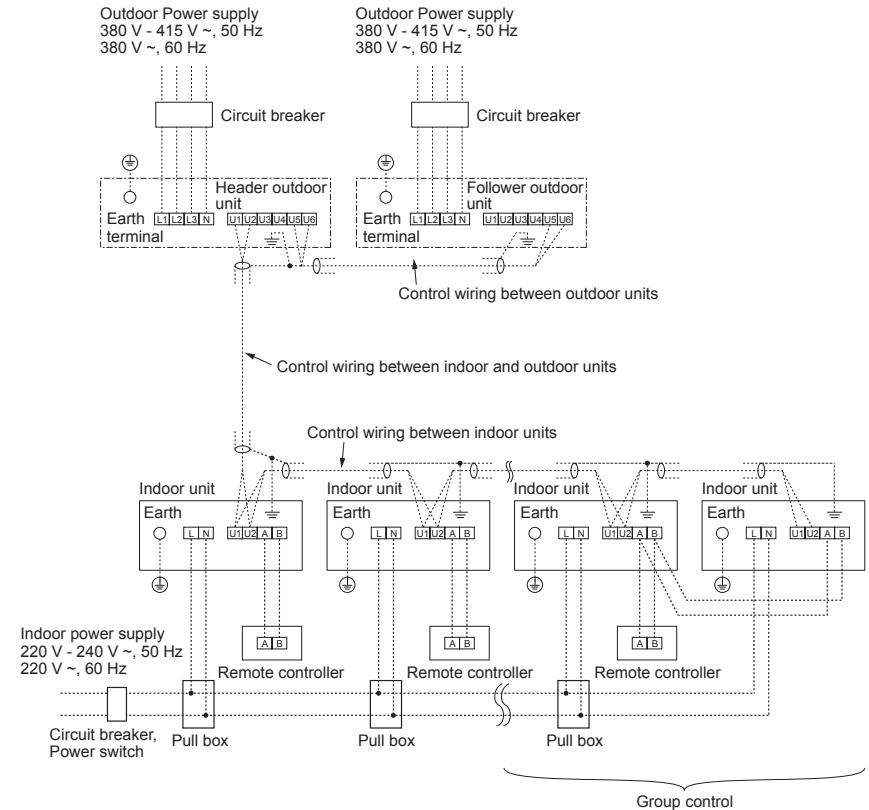 Outdoor Power supply
380 V - 415 V ~, 50 Hz
380 V ~, 60 Hz
Outdoor Power supply
380 V - 415 V ~, 50 Hz
380 V ~, 60 Hz
Circuit breaker
Circuit breaker
Header outdoor
unit
Earth
terminal
L1 L2 L3 N
U1 U2 U3 U4 U5 U6
Follower outdoor
unit
Earth
terminal
L1 L2 L3 N
U1 U2 U3 U4 U5 U6
Control wiring between outdoor units
Control wiring between indoor and outdoor units
Control wiring between indoor units
Indoor unit
Indoor unit
Indoor unit
Indoor unit
Earth
L N
U1 U2 A B
Earth
L N
U1 U2 A B
Earth
L N
U1 U2 A B
Earth
L N
U1 U2 A B
A B
A B
A B
Remote controller
Remote controller
Remote controller
Indoor power supply
220 V - 240 V ~, 50 Hz
220 V ~, 60 Hz
Circuit breaker,
Power switch
Pull box
Pull box
Pull box
Group control